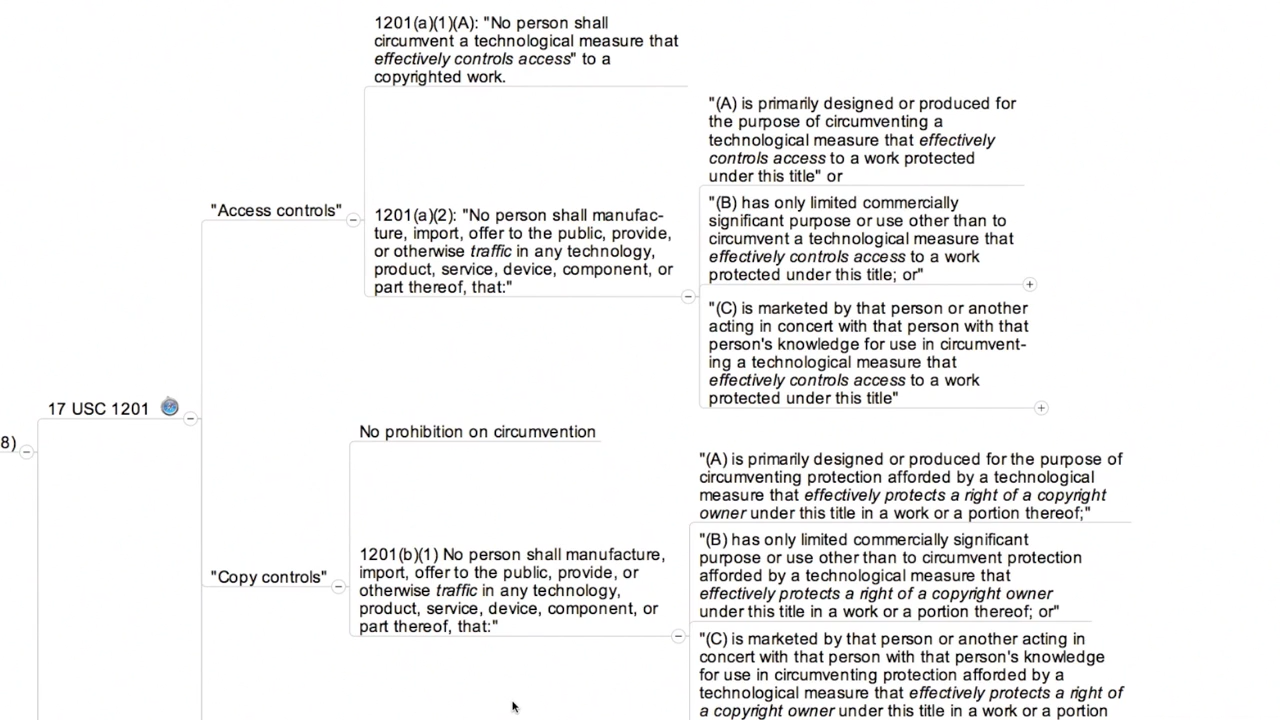 1201(a)(1)(A): "No person shall
circumvent a technological measure that
effectively controls access" to a
copyrighted work.
"(A) is primarily designed or produced for
the purpose of circumventing a
technological measure that effectively
controls access to a work protected
under this title" or
"Access controls"
1201(a)(2): "No person shall manufac-
ture, import, offer to the public, provide,
or otherwise traffic in any technology,
product, service, device, component, or
part thereof, that:"
"(B) has only limited commercially
significant purpose or use other than to
circumvent a technological measure that
effectively controls access to a work
protected under this title; or"
"(C) is marketed by that person or another
acting in concert with that person with that
person's knowledge for use in circumvent-
ing a technological measure that
effectively controls access to a work
protected under this title"
17 USC 1201
8)
No prohibition on circumvention
"(A) is primarily designed or produced for the purpose of
circumventing protection afforded by a technological
measure that effectively protects a right of a copyright
owner under this title in a work or a portion thereof;"
"Copy controls"
1201(b)(1) No person shall manufacture,
import, offer to the public, provide, or
otherwise traffic in any technology,
product, service, device, component, or
part thereof, that:"
"(B) has only limited commercially significant
purpose or use other than to circumvent protection
afforded by a technological measure that
effectively protects a right of a copyright owner
under this title in a work or a portion thereof; or"
"(C) is marketed by that person or another acting in
concert with that person with that person's knowledge
for use in circumventing protection afforded by a
technological measure that effectively protects a right of
a copyright owner under this title in a work or a portion